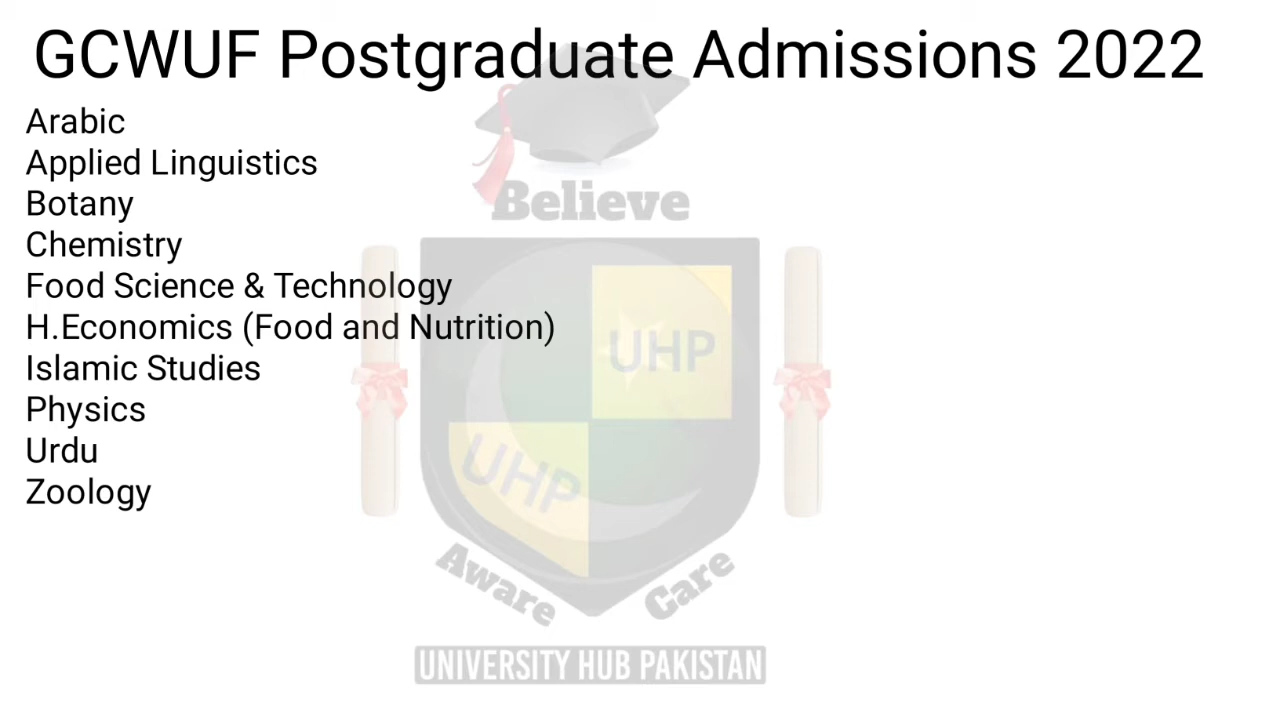 GCWUF Postgraduate Admissions 2022
Arabic
Applied Linguistics
Botany
Chemistry
Food Science & Technology
H.Economics (Food and Nutrition)
Islamic Studies
Physics
Urdu
Zoology
Believe
UHP
UHP
Aware
Care
UNIVERSITY HUB PAKISTAN